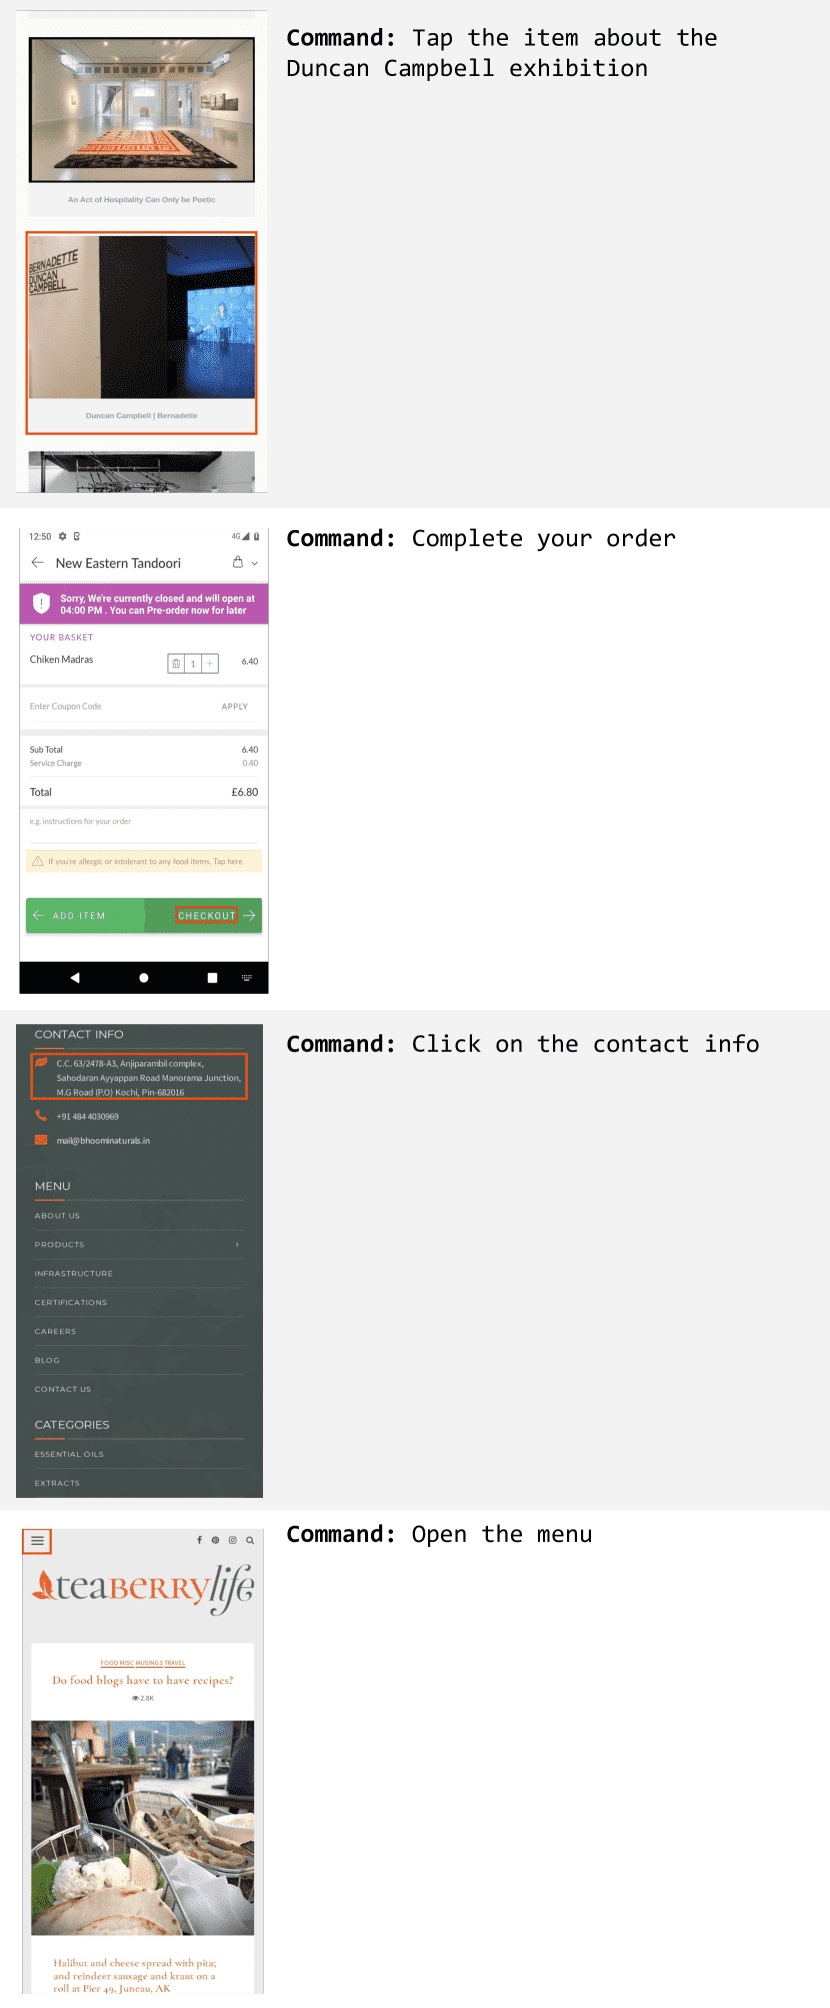 Command: Tap the item about the
Duncan Campbell exhibition
An Act of Hospitality Can Only be Poetic
BERNADETTE
DUNCAN
CAMPBELL
Duncan Campbell | Bernadette
Command: Complete your order
12:50 4G
New Eastern Tandoori
Sorry, We're currently closed and will open at
04:00 PM . You can Pre-order now for later
YOUR BASKET
Chiken Madras 1 + 6.40
Enter Coupon Code APPLY
Sub Total 6.40
Service Charge 0.40
Total £6.80
e.g. instructions for your order
If you're allergic or intolerant to any food items, Tap here
ADD ITEM CHECKOUT
Command: Click on the contact info
CONTACT INFO
C.C. 63/2478-A3, Anjiparambil complex,
Sahodaran Ayyappan Road Manorama Junction,
M.G Road (P.O) Kochi, Pin-682016
+91 484 4030969
mail@bhoominaturals.in
MENU
ABOUT US
PRODUCTS
INFRASTRUCTURE
CERTIFICATIONS
CAREERS
BLOG
CONTACT US
CATEGORIES
ESSENTIAL OILS
EXTRACTS
Command: Open the menu
teaBERRYlife
FOOD MISC MUSINGS TRAVEL
Do food blogs have to have recipes?
2.8K
Halibut and cheese spread with pita;
and reindeer sausage and kraut on a
roll at Pier 49, Juneau, AK